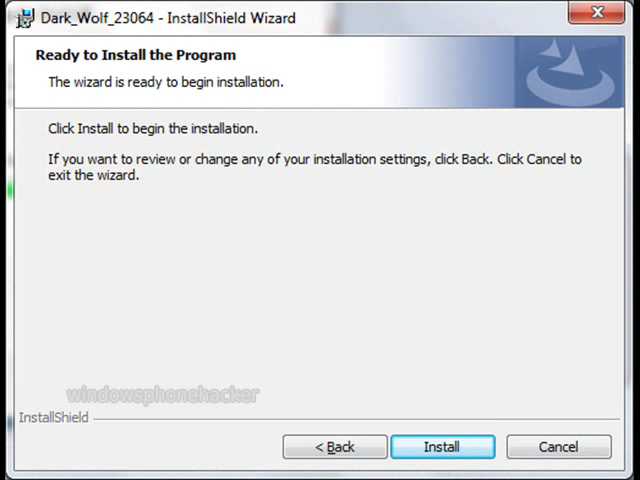 Dark_Wolf_23064 - InstallShield Wizard
Ready to Install the Program
The wizard is ready to begin installation.
Click Install to begin the installation.
If you want to review or change any of your installation settings, click Back. Click Cancel to
exit the wizard.
windowsphonehacker
InstallShield
< Back
Install
Cancel